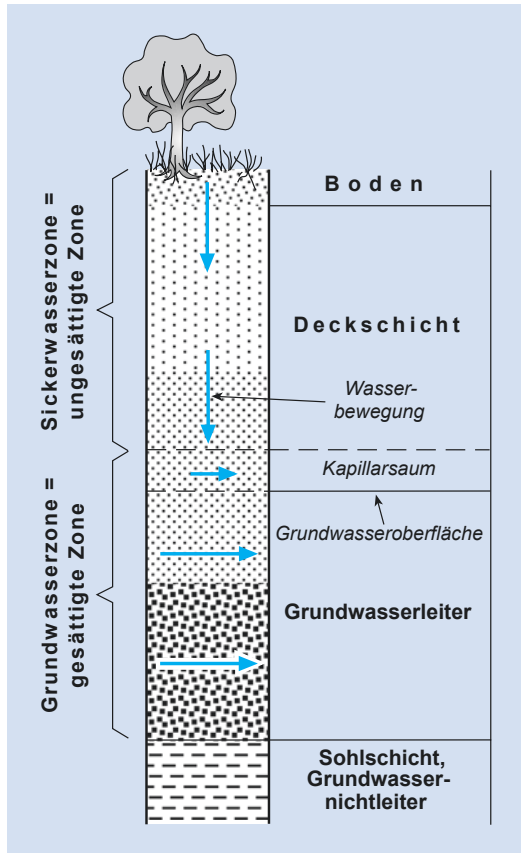 Sickerwasserzone =
ungesättigte Zone
Grundwasserzone =
gesättigte Zone
Boden
Deckschicht
Wasser-
bewegung
Kapillarsaum
Grundwasseroberfläche
Grundwasserleiter
Sohlschicht,
Grundwasser-
nichtleiter